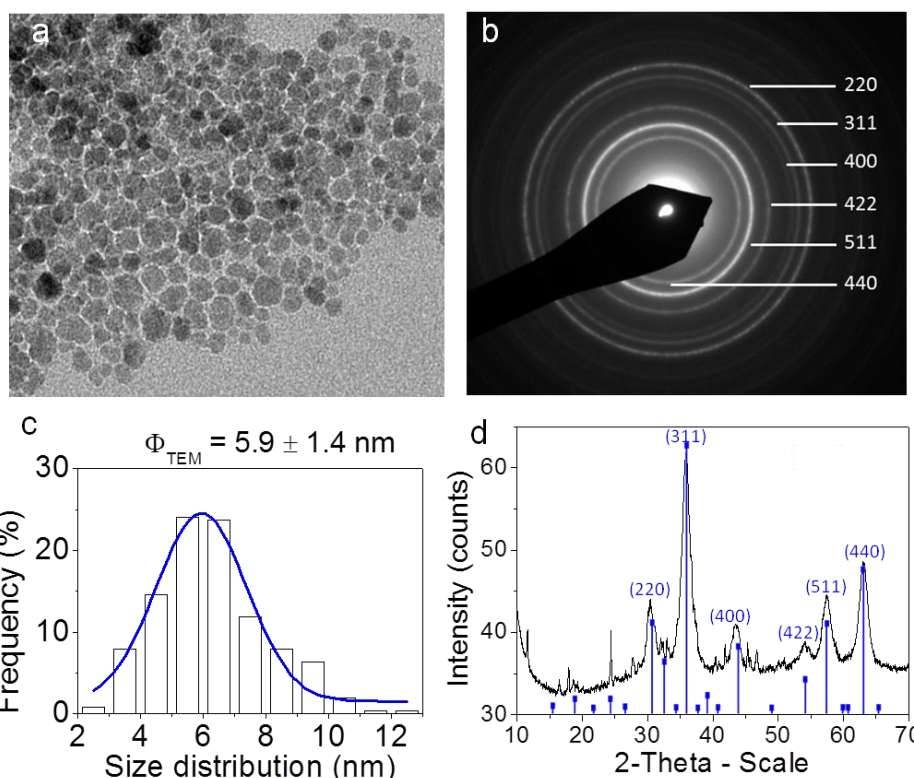 a
b
220
311
400
422
511
440
c
ΦTEM = 5.9 ± 1.4 nm
30
20
10
0
Frequency (%)
2 4 6 8 10 12
Size distribution (nm)
d
(311)
(220)
(400)
(422)
(511)
(440)
60
50
40
30
Intensity (counts)
10 20 30 40 50 60 70
2-Theta - Scale